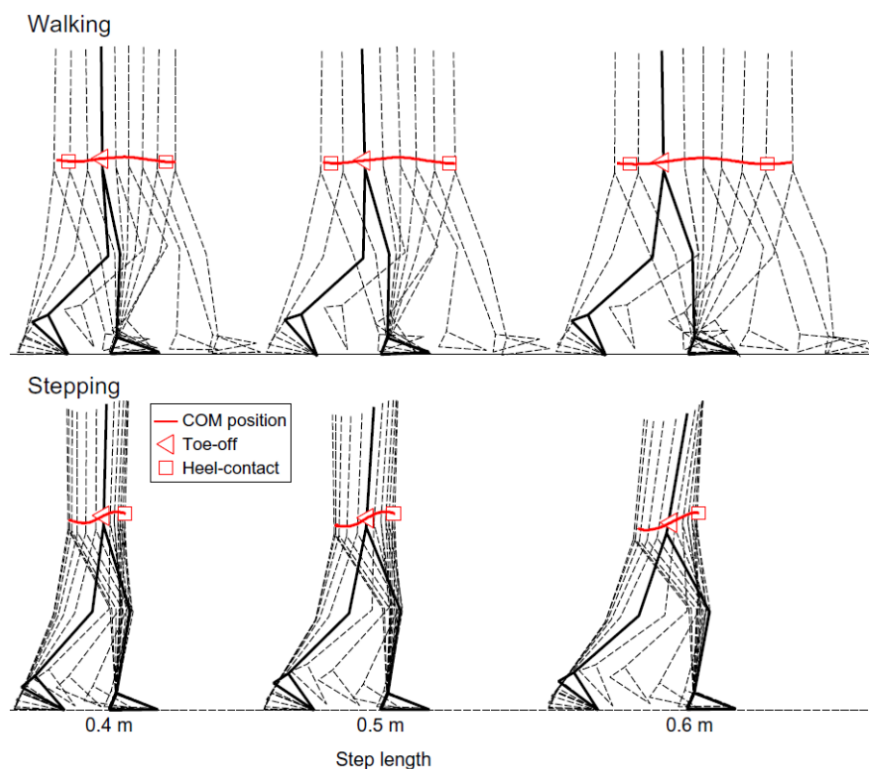 Walking
Stepping
COM position
Toe-off
Heel-contact
0.4 m
0.5 m
0.6 m
Step length